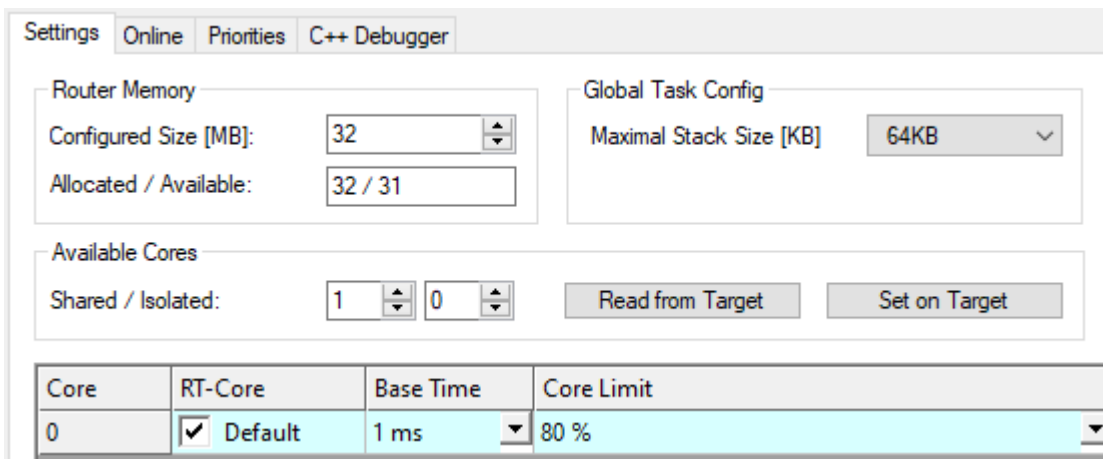 Settings Online Priorities C++ Debugger
Router Memory
Configured Size [MB]: 32
Allocated / Available: 32 / 31
Global Task Config
Maximal Stack Size [KB] 64KB
Available Cores
Shared / Isolated: 1 0 Read from Target Set on Target
Core RT-Core Base Time Core Limit
0 Default 1 ms 80 %